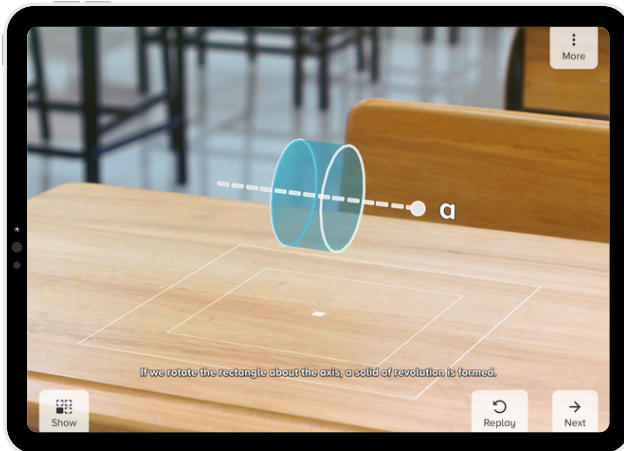 More
a
If we rotate the rectangle about the axis, a solid of revolution is formed.
Show
Replay
Next